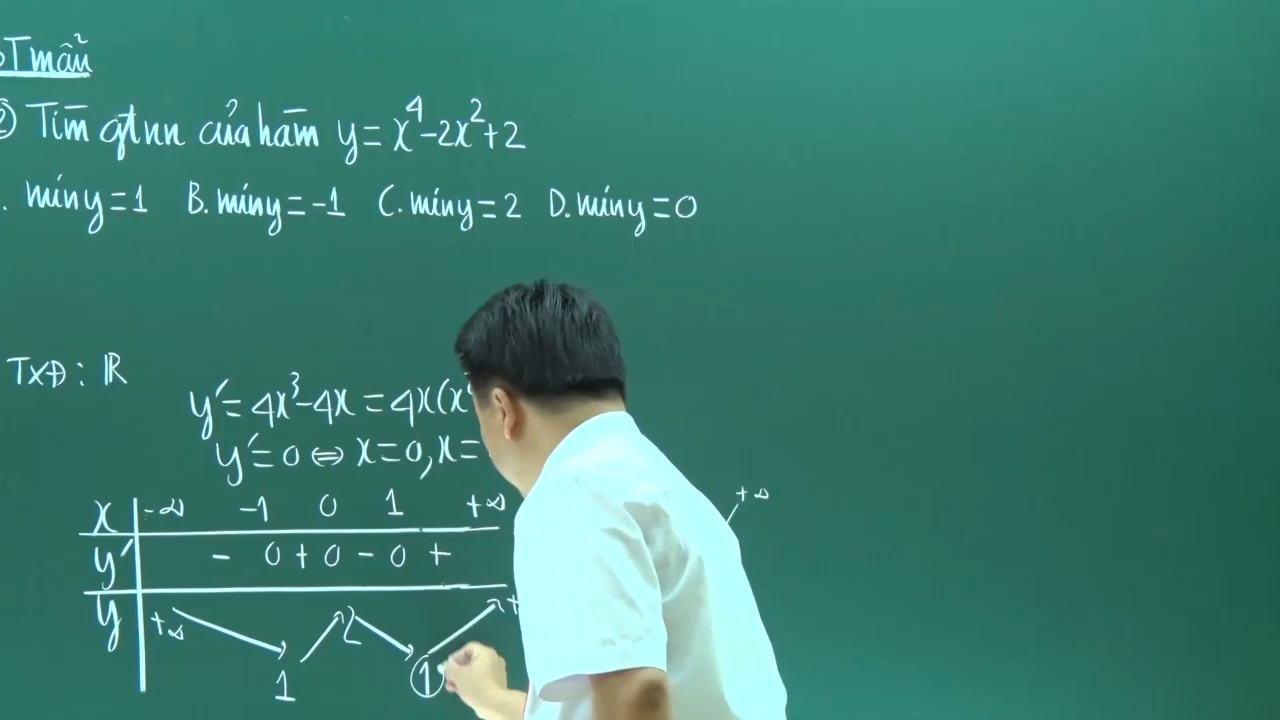 BT mẫu
② Tìm gtnn của hàm y = x⁴ - 2x² + 2
. min y = 1 B. min y = -1 C. min y = 2 D. min y = 0
TXĐ : ℝ
y' = 4x³ - 4x = 4x(x²
y' = 0 ⇔ x = 0, x =
x -∞ -1 0 1 +∞
+∞
y' - 0 + 0 - 0 +
y +∞ 1 2 1 +